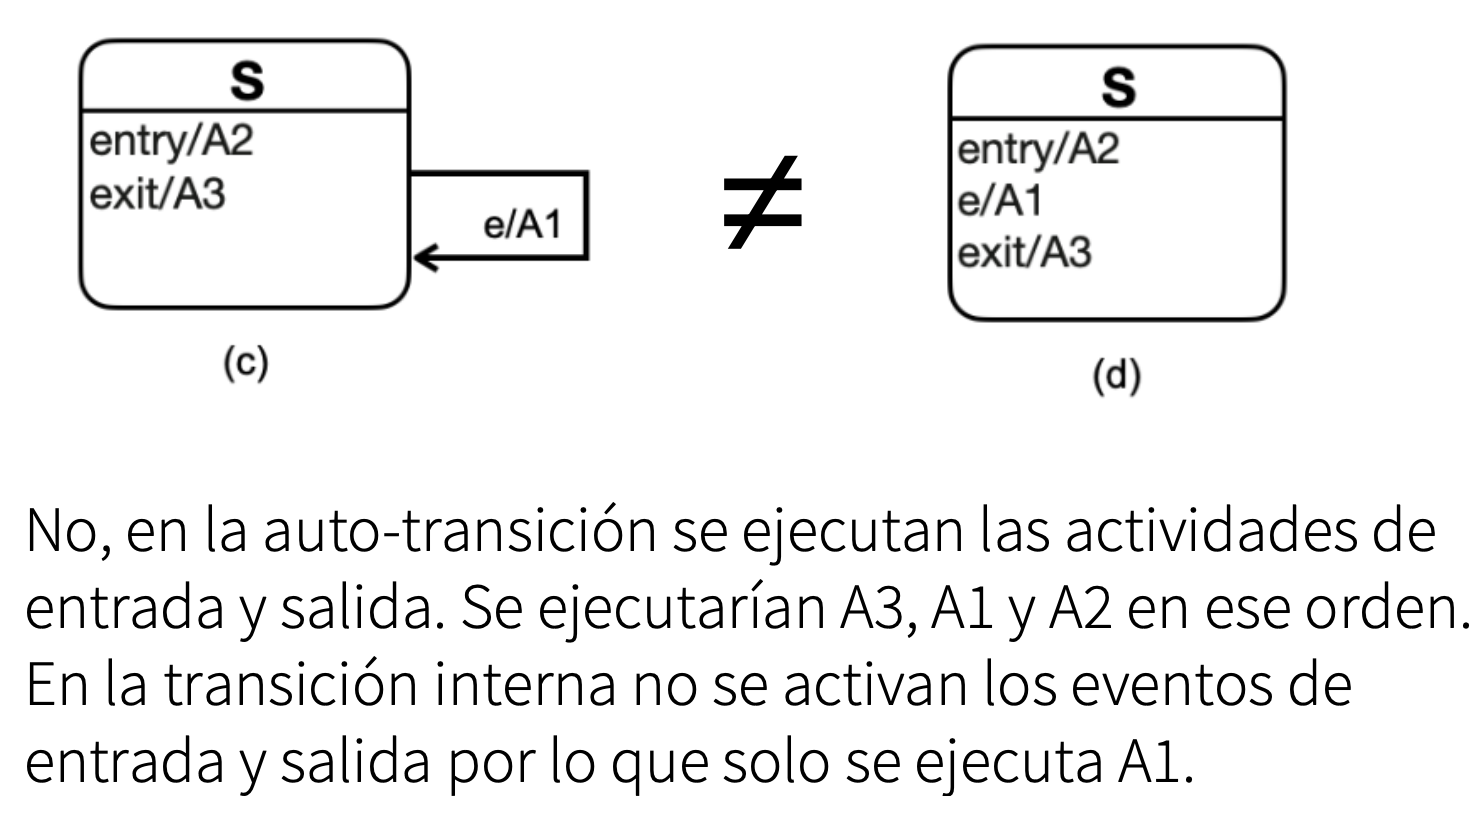 S
entry/A2
exit/A3
e/A1
(c)
≠
S
entry/A2
e/A1
exit/A3
(d)
No, en la auto-transición se ejecutan las actividades de
entrada y salida. Se ejecutarían A3, A1 y A2 en ese orden.
En la transición interna no se activan los eventos de
entrada y salida por lo que solo se ejecuta A1.